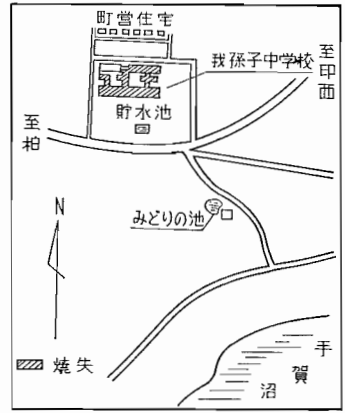 町営住宅
我孫子中学校
至印西
貯水池
至柏
みどりの池
N
焼失
手賀沼